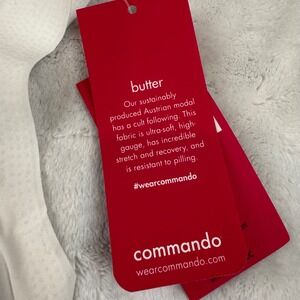 butter
Our sustainably
produced Austrian modal
has a cult following. This
fabric is ultra-soft, high-
gauge, has incredible
stretch and recovery, and
is resistant to pilling.
#wearcommando
commando
wearcommando.com